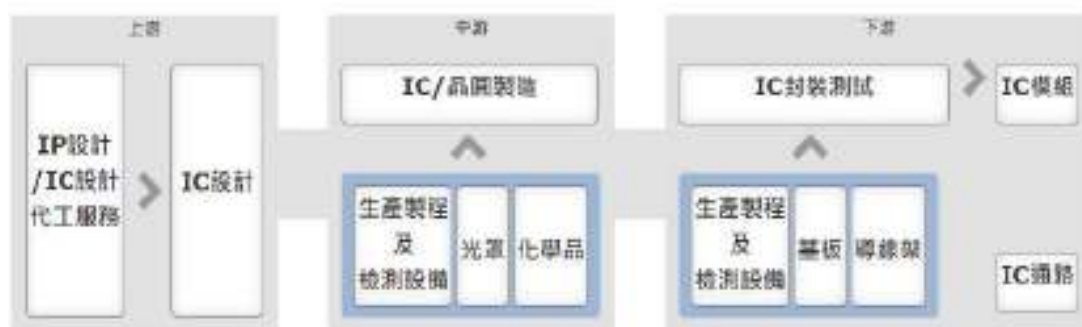 上游
中游
下游
IP設計
/IC設計
代工服務
IC設計
IC/晶圓製造
生產製程
及
檢測設備
光罩
化學品
IC封裝測試
生產製程
及
檢測設備
基板
導線架
IC模組
IC通路